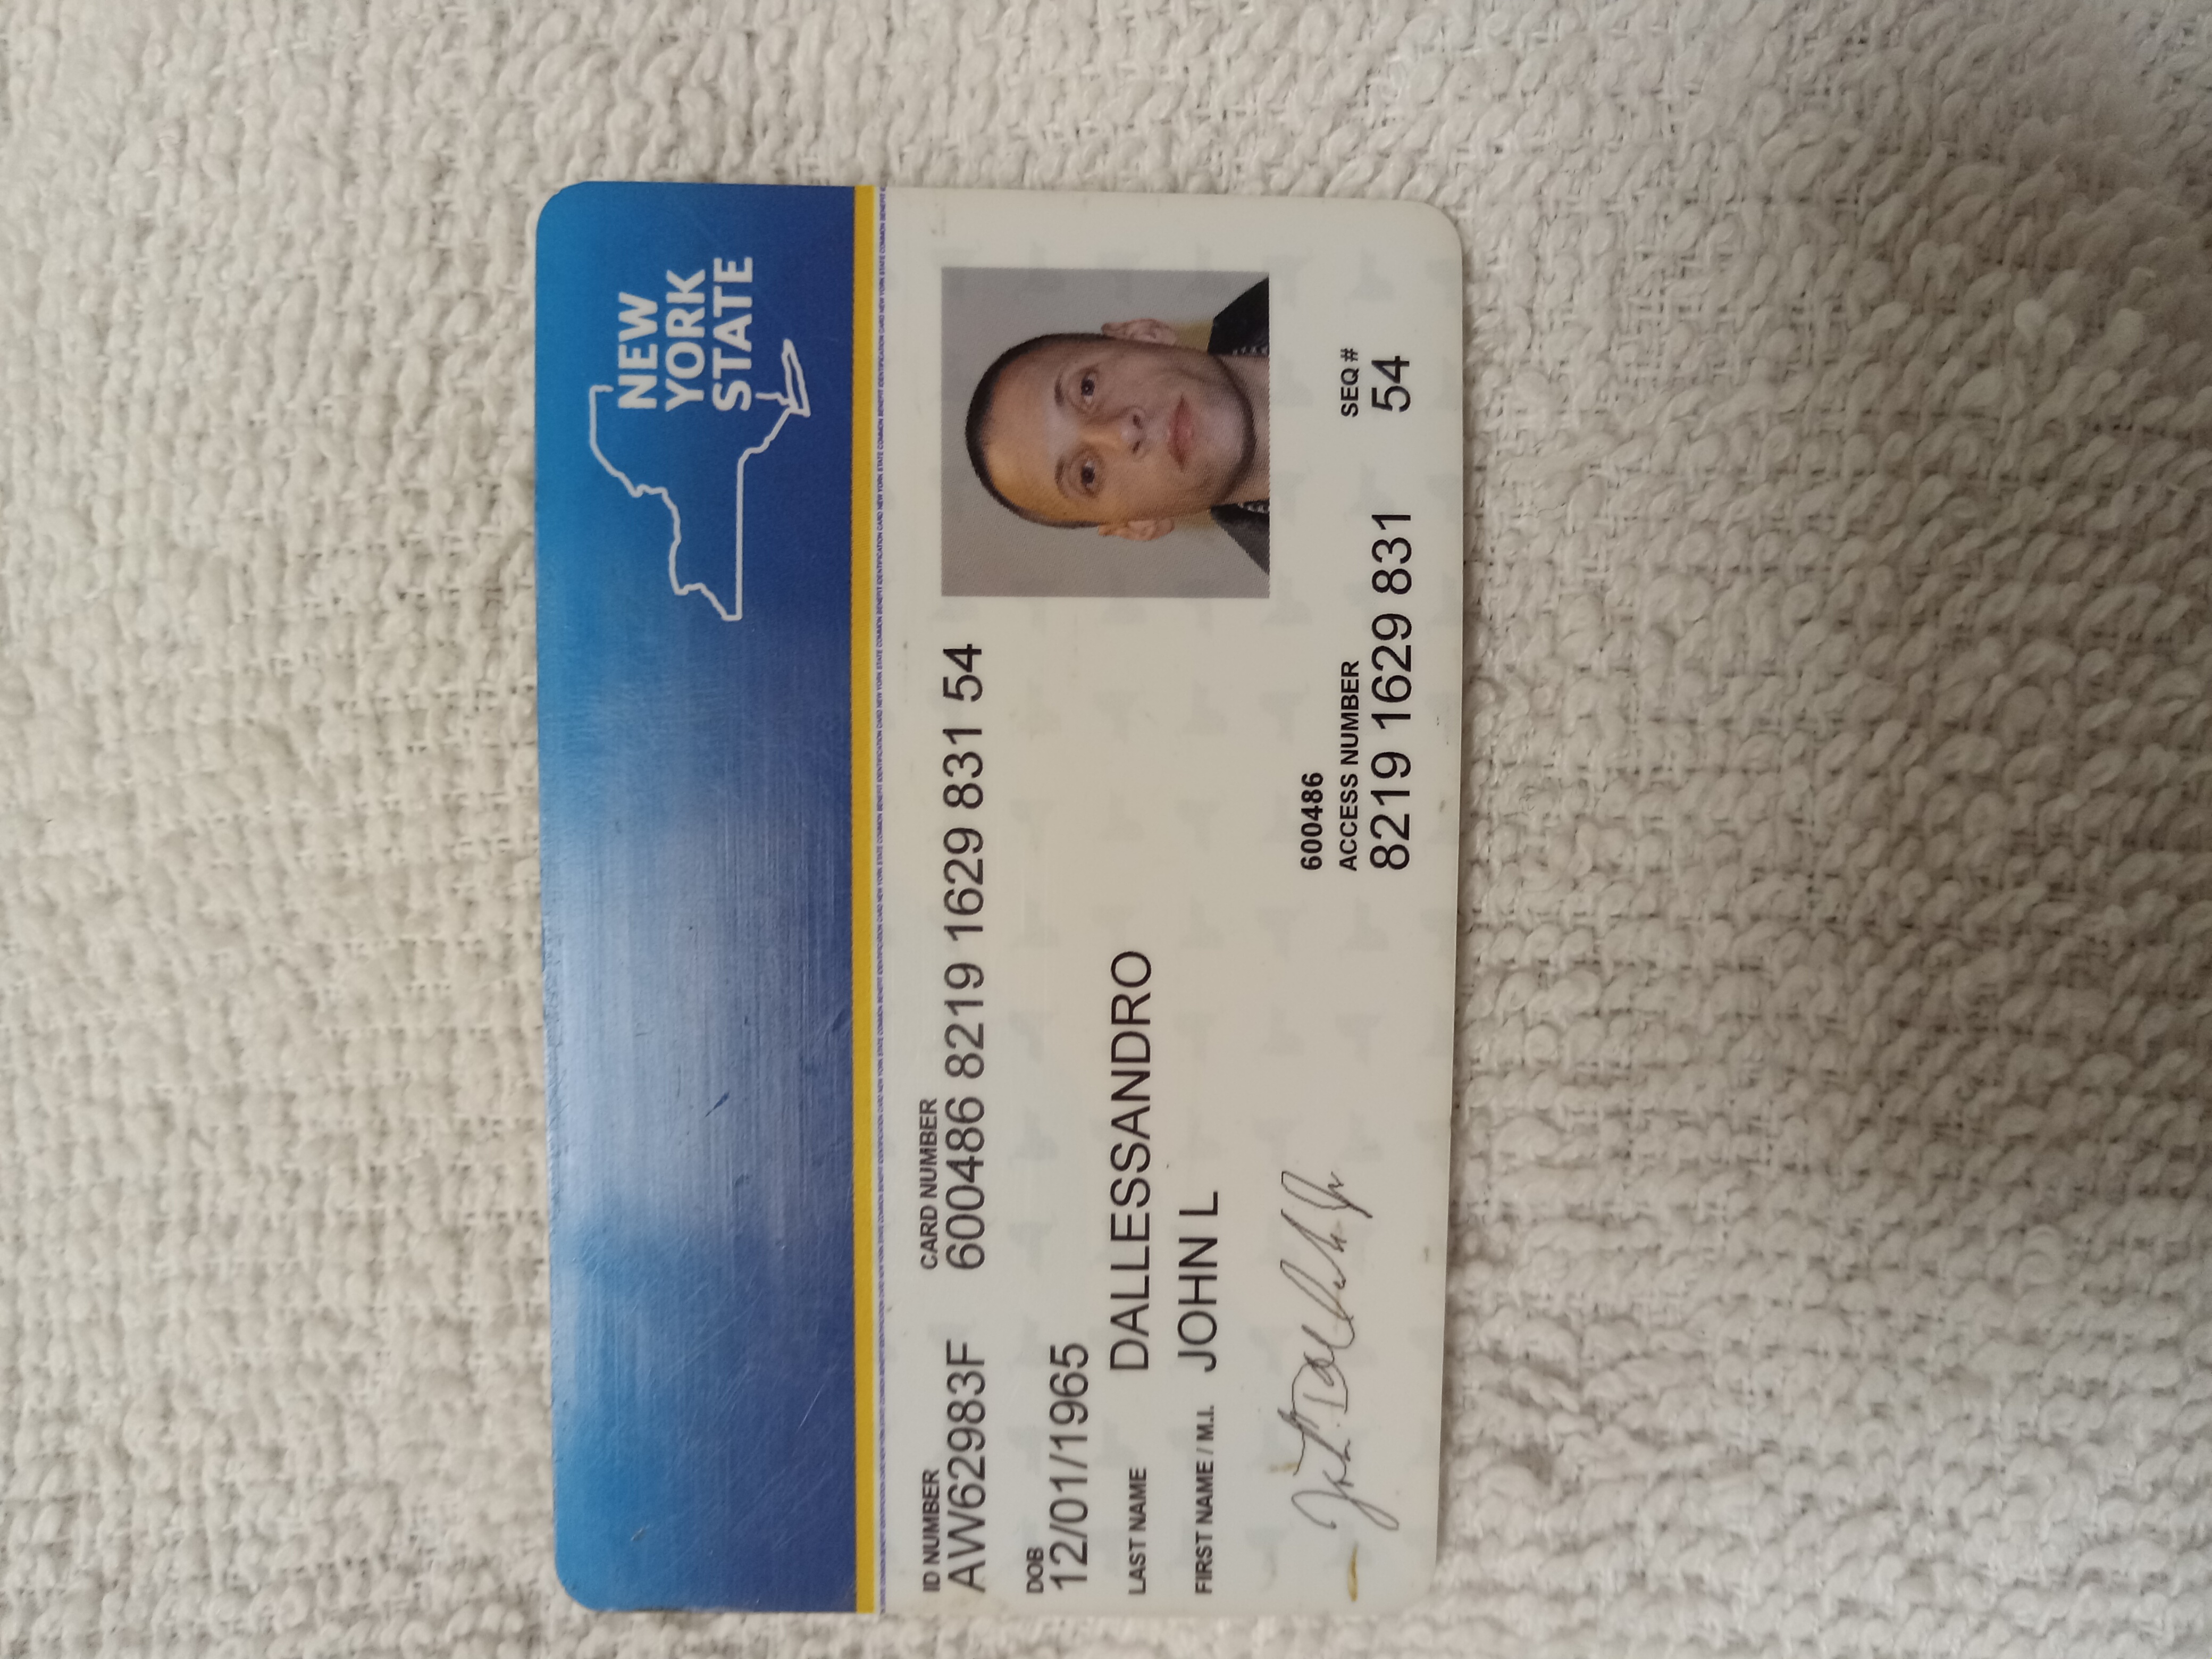 NEW
YORK
STATE
ID NUMBER CARD NUMBER
AW62983F 600486 8219 1629 831 54
DOB
12/01/1965
LAST NAME DALLESSANDRO
FIRST NAME / M.I. JOHN L
600486
ACCESS NUMBER SEQ #
8219 1629 831 54